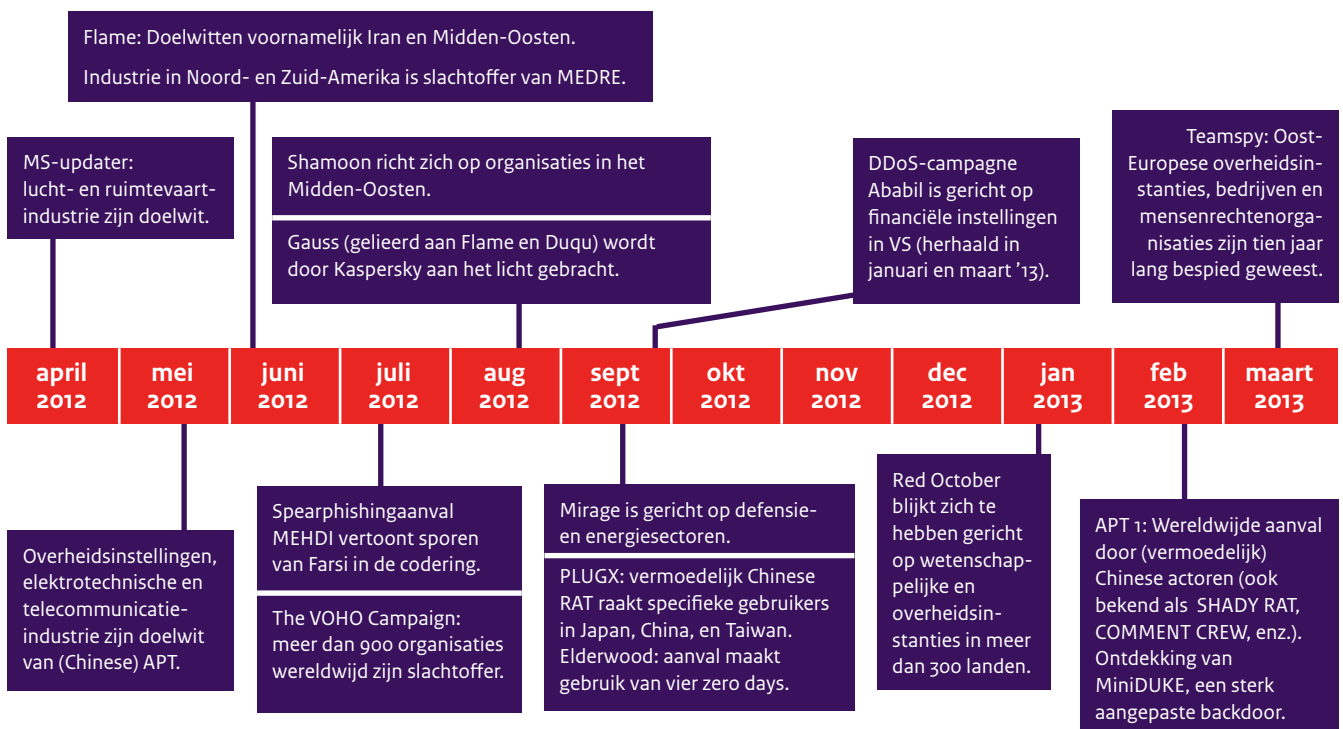 Flame: Doelwitten voornamelijk Iran en Midden-Oosten.
Industrie in Noord- en Zuid-Amerika is slachtoffer van MEDRE.
MS-updater:
lucht- en ruimtevaart-
industrie zijn doelwit.
Shamoon richt zich op organisaties in het
Midden-Oosten.
Gauss (gelieerd aan Flame en Duqu) wordt
door Kaspersky aan het licht gebracht.
DDoS-campagne
Ababil is gericht op
financiële instellingen
in VS (herhaald in
januari en maart ’13).
Teamspy: Oost-
Europese overheidsin-
stanties, bedrijven en
mensenrechtenorga-
nisaties zijn tien jaar
lang bespied geweest.
april
2012
mei
2012
juni
2012
juli
2012
aug
2012
sept
2012
okt
2012
nov
2012
dec
2012
jan
2013
feb
2013
maart
2013
Overheidsinstellingen,
elektrotechnische en
telecommunicatie-
industrie zijn doelwit
van (Chinese) APT.
Spearphishingaanval
MEHDI vertoont sporen
van Farsi in de codering.
The VOHO Campaign:
meer dan 900 organisaties
wereldwijd zijn slachtoffer.
Mirage is gericht op defensie-
en energiesectoren.
PLUGX: vermoedelijk Chinese
RAT raakt specifieke gebruikers
in Japan, China, en Taiwan.
Elderwood: aanval maakt
gebruik van vier zero days.
Red October
blijkt zich te
hebben gericht
op wetenschap-
pelijke en
overheidsin-
stanties in meer
dan 300 landen.
APT 1: Wereldwijde aanval
door (vermoedelijk)
Chinese actoren (ook
bekend als SHADY RAT,
COMMENT CREW, enz.).
Ontdekking van
MiniDUKE, een sterk
aangepaste backdoor.